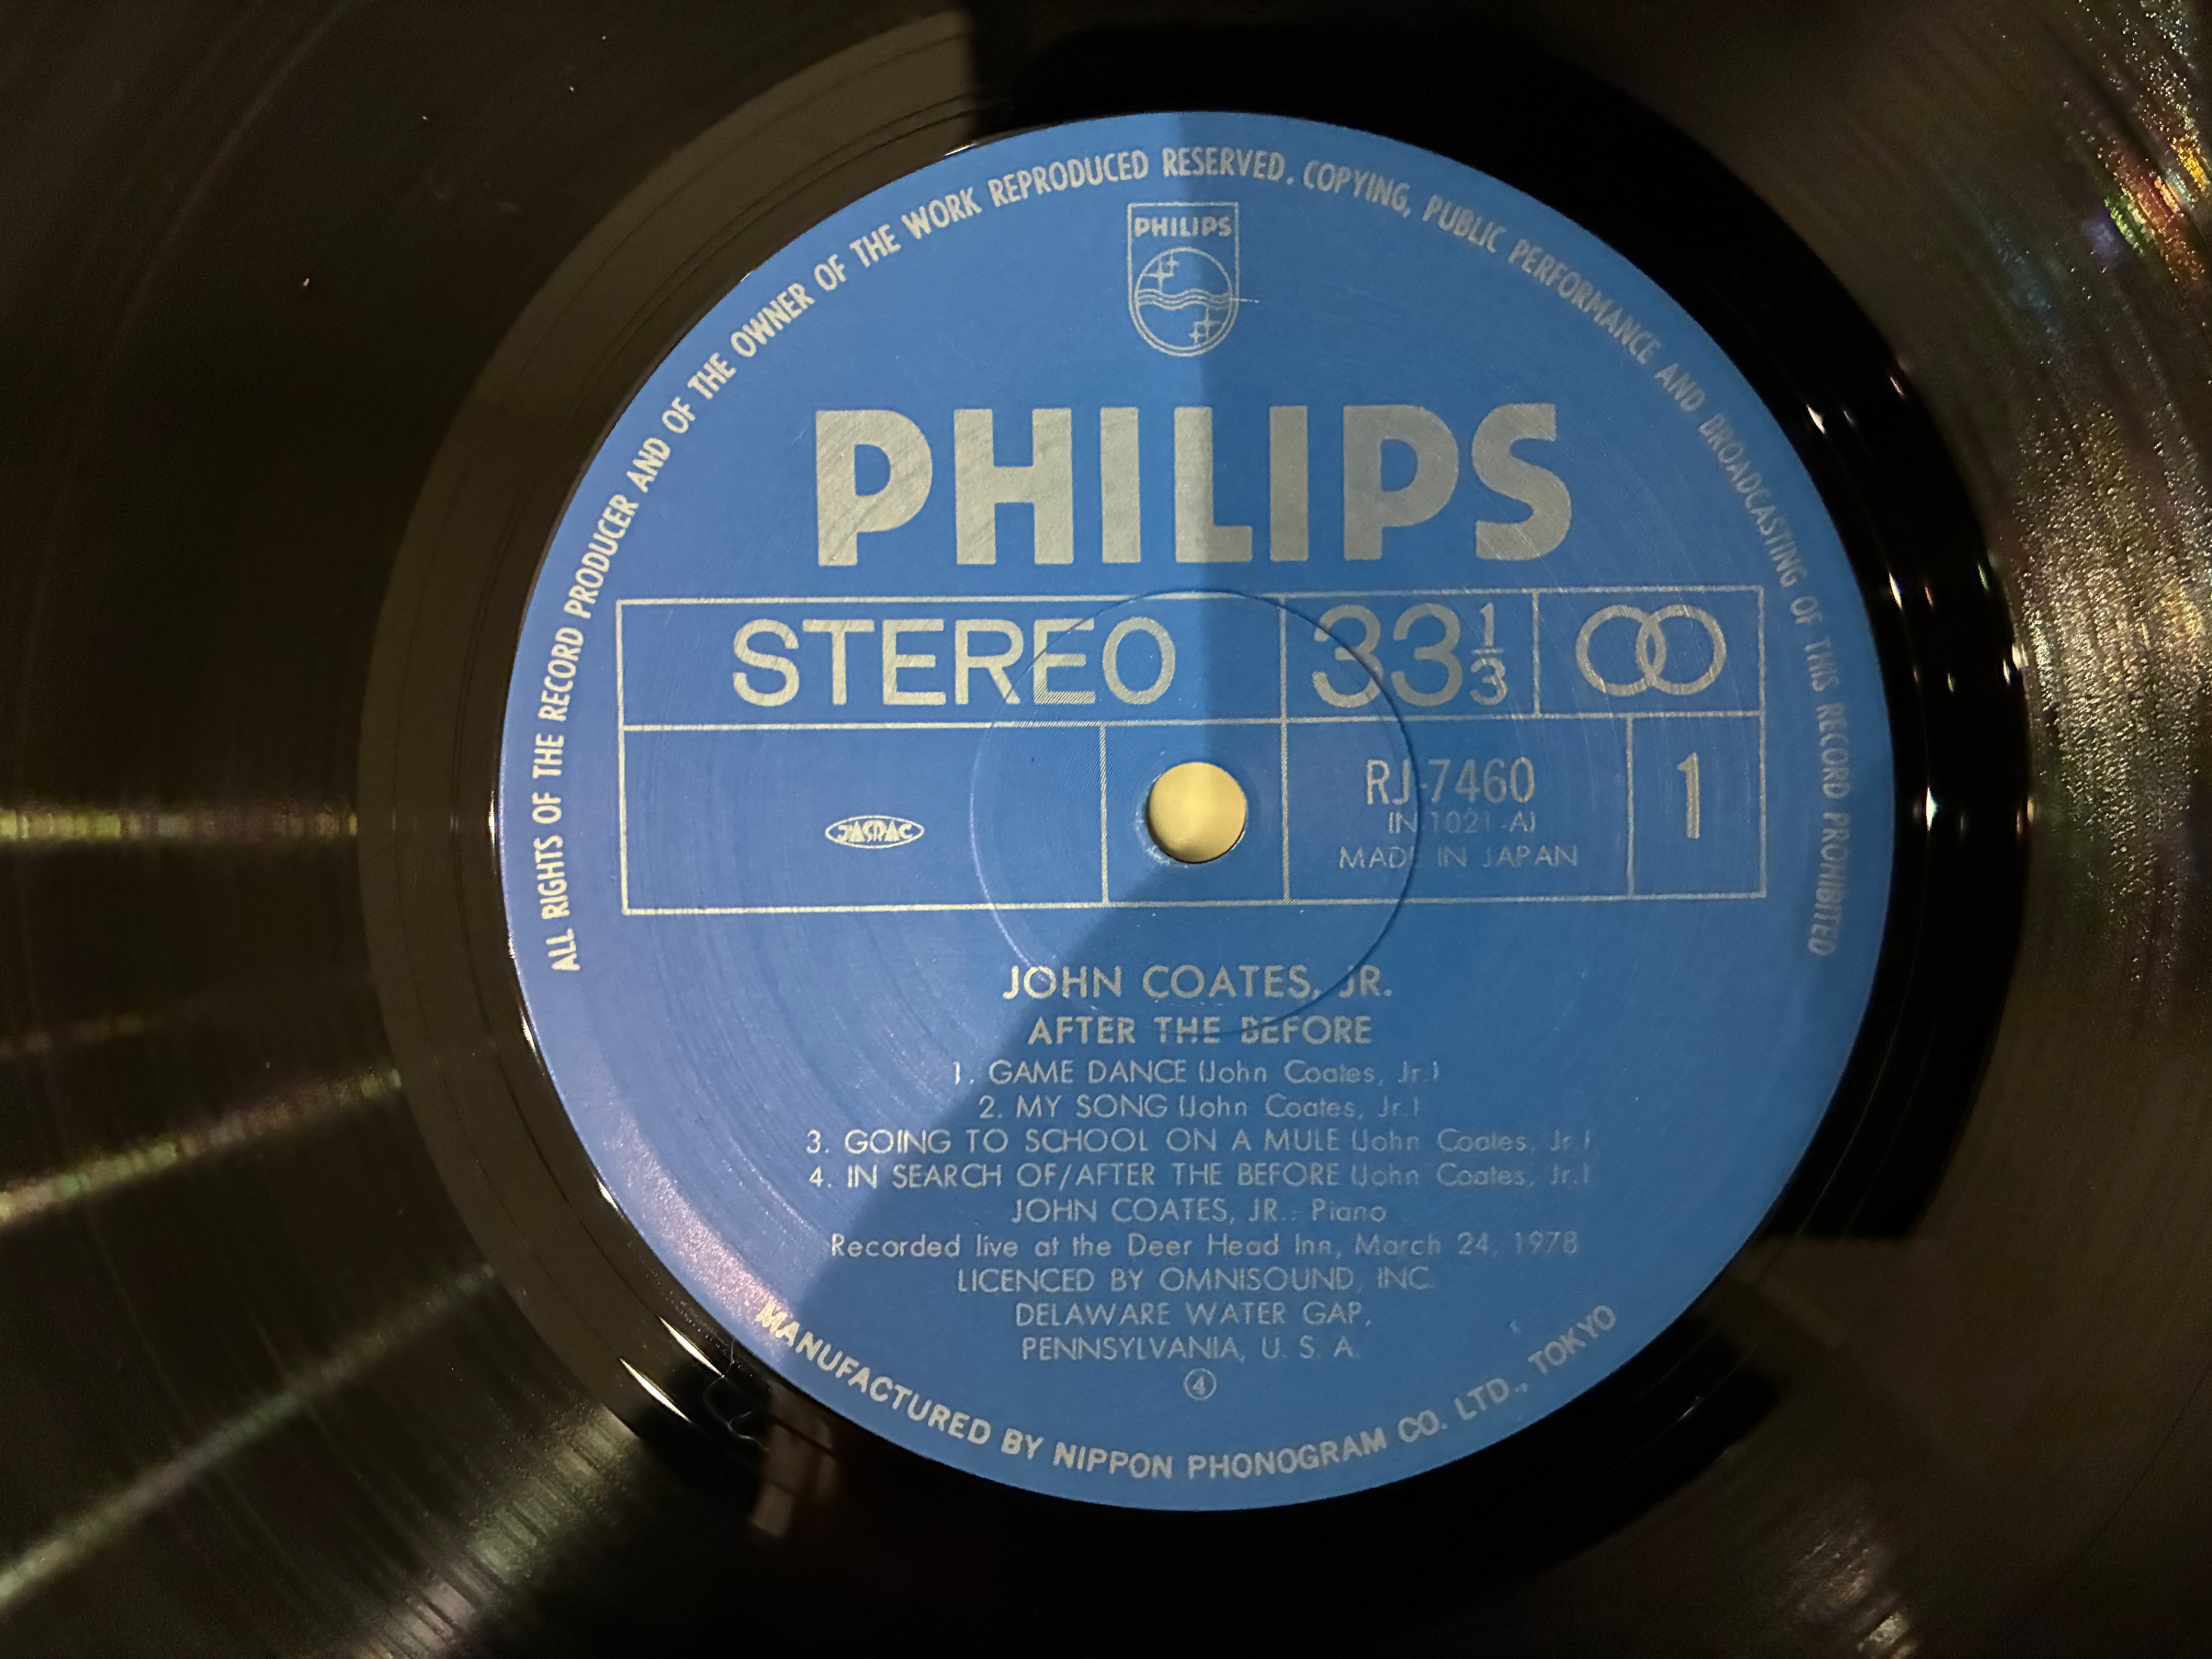 ALL RIGHTS OF THE RECORD PRODUCER AND OF THE OWNER OF THE WORK REPRODUCED RESERVED. COPYING, PUBLIC PERFORMANCE AND BROADCASTING OF THIS RECORD PROHIBITED
PHILIPS
PHILIPS
STEREO 33 1/3
JASRAC
RJ-7460
(IN-1021-A)
MADE IN JAPAN
1
JOHN COATES, JR.
AFTER THE BEFORE
1. GAME DANCE (John Coates, Jr.)
2. MY SONG (John Coates, Jr.)
3. GOING TO SCHOOL ON A MULE (John Coates, Jr.)
4. IN SEARCH OF/AFTER THE BEFORE (John Coates, Jr.)
JOHN COATES, JR.: Piano
Recorded live at the Deer Head Inn, March 24, 1978
LICENCED BY OMNISOUND, INC.
DELAWARE WATER GAP,
PENNSYLVANIA, U. S. A.
④
MANUFACTURED BY NIPPON PHONOGRAM CO. LTD., TOKYO